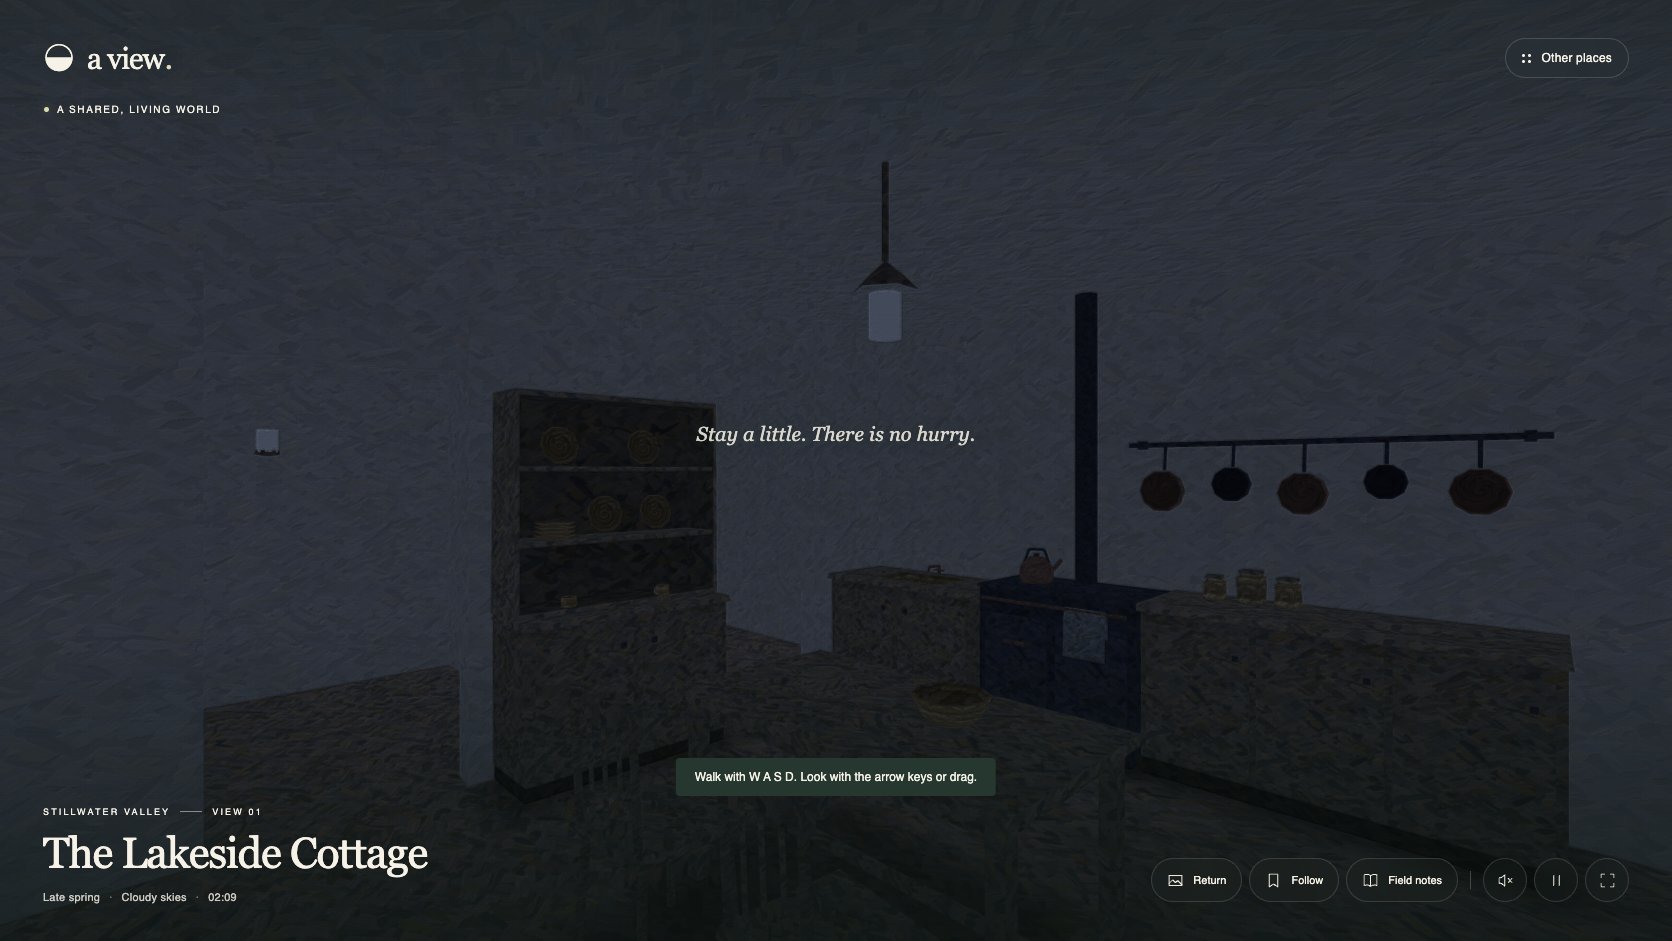 a view.
Other places
A SHARED, LIVING WORLD
Stay a little. There is no hurry.
Walk with W A S D. Look with the arrow keys or drag.
STILLWATER VALLEY — VIEW 01
The Lakeside Cottage
Late spring · Cloudy skies · 02:09
Return
Follow
Field notes